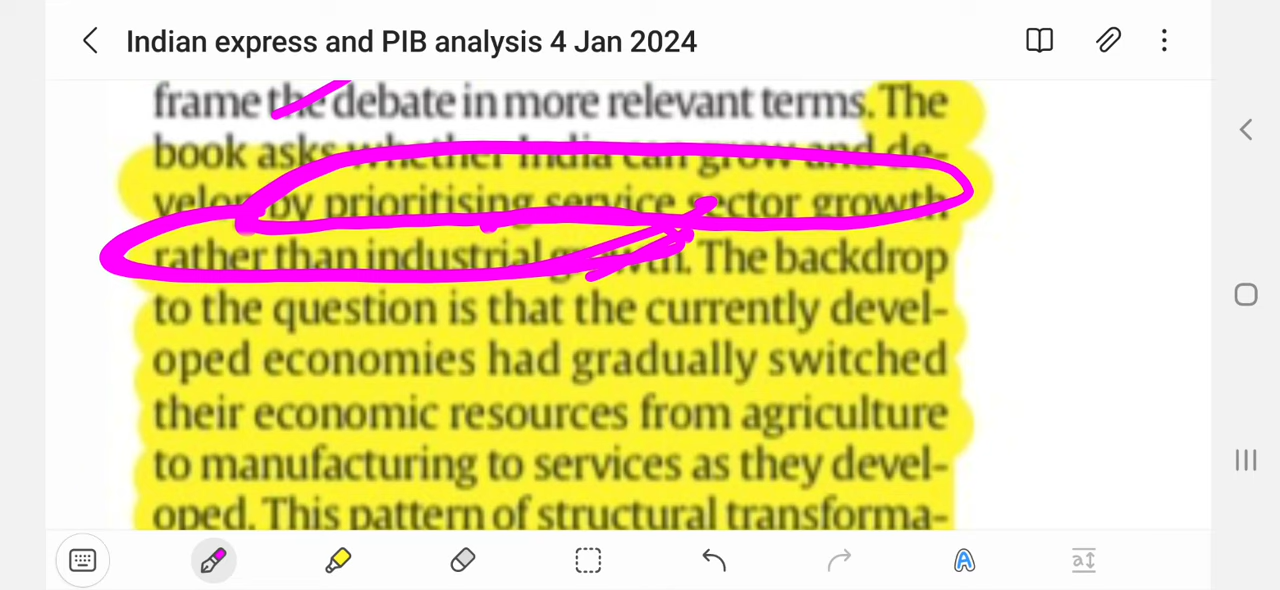 Indian express and PIB analysis 4 Jan 2024
frame the debate in more relevant terms. The
book asks whether India can grow and de-
velop by prioritising service sector growth
rather than industrial growth. The backdrop
to the question is that the currently devel-
oped economies had gradually switched
their economic resources from agriculture
to manufacturing to services as they devel-
oped. This pattern of structural transforma-